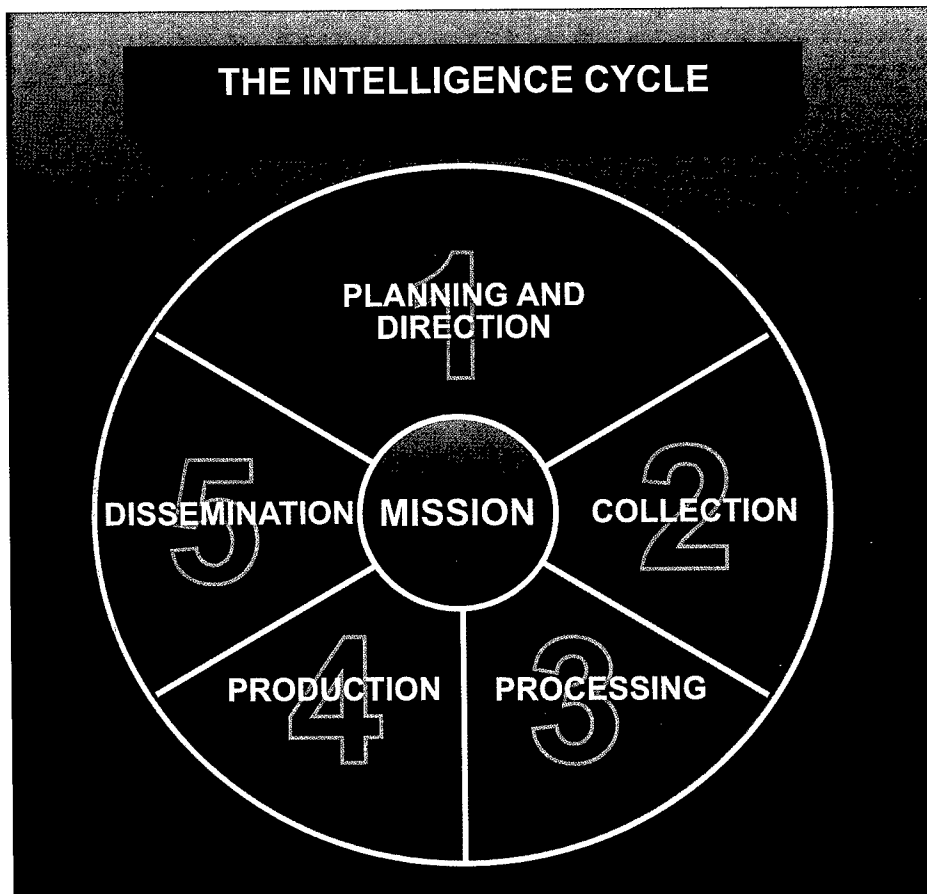 THE INTELLIGENCE CYCLE
1
PLANNING AND
DIRECTION
2
COLLECTION
3
PROCESSING
4
PRODUCTION
5
DISSEMINATION
MISSION